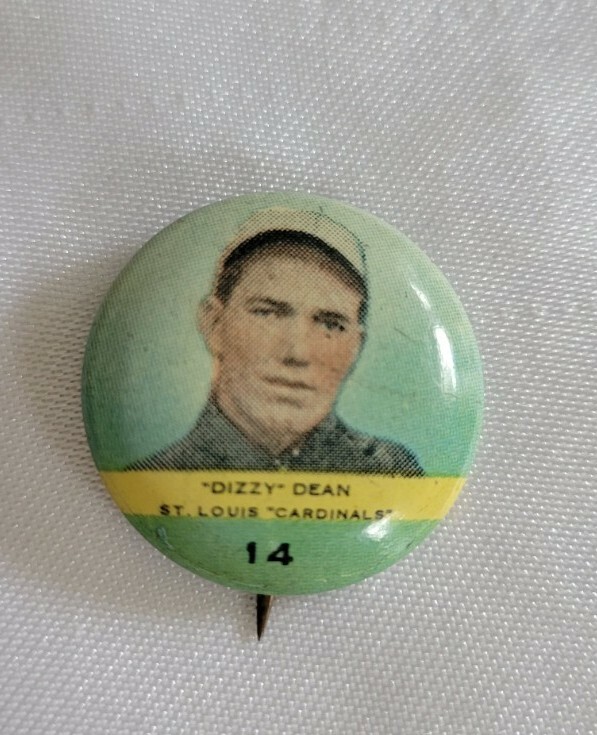 "DIZZY" DEAN
ST. LOUIS "CARDINALS"
14